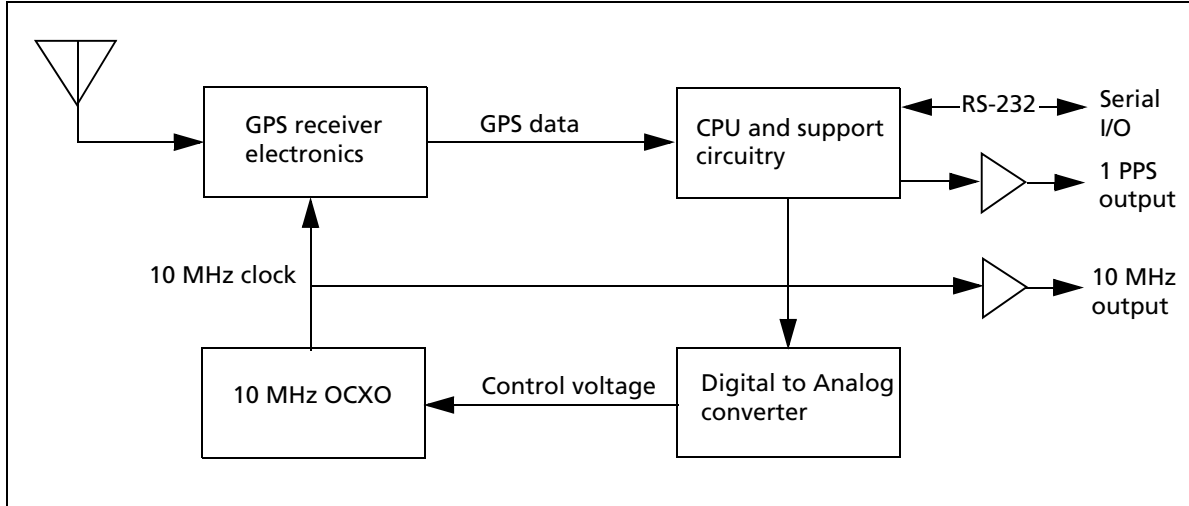 GPS receiver
electronics
GPS data
CPU and support
circuitry
RS-232
Serial
I/O
1 PPS
output
10 MHz clock
10 MHz
output
10 MHz OCXO
Control voltage
Digital to Analog
converter